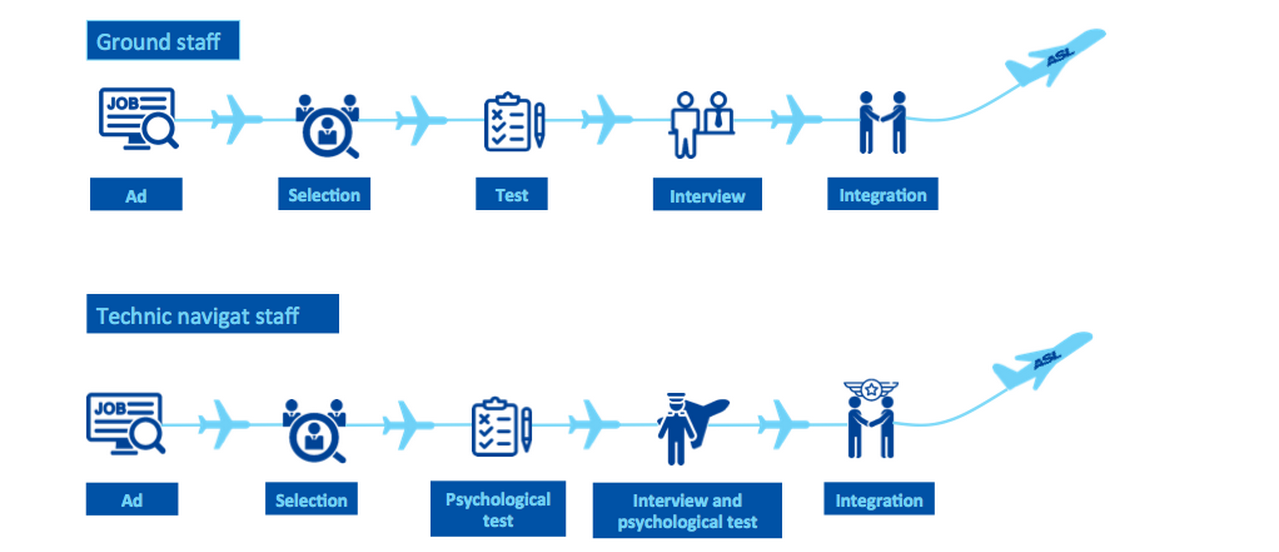 Ground staff
ASL
JOB
Ad
Selection
Test
Interview
Integration
Technic navigat staff
ASL
JOB
Ad
Selection
Psychological
test
Interview and
psychological test
Integration